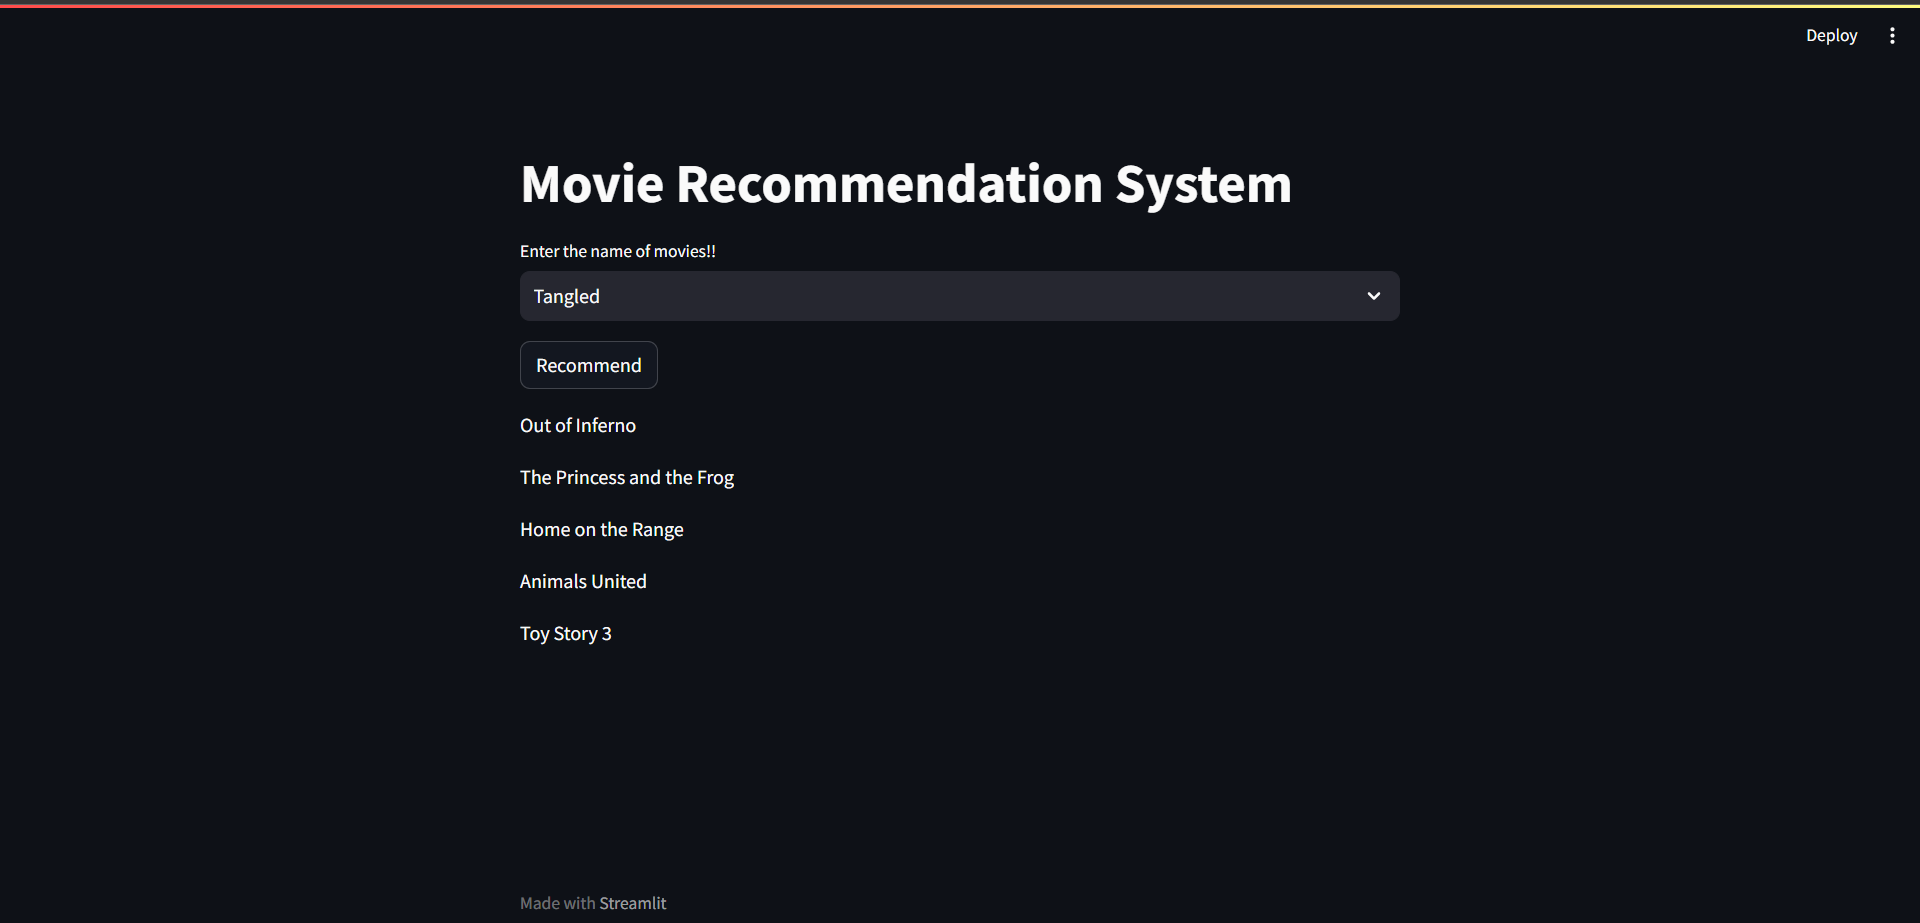 Deploy
Movie Recommendation System
Enter the name of movies!!
Tangled
Recommend
Out of Inferno
The Princess and the Frog
Home on the Range
Animals United
Toy Story 3
Made with Streamlit